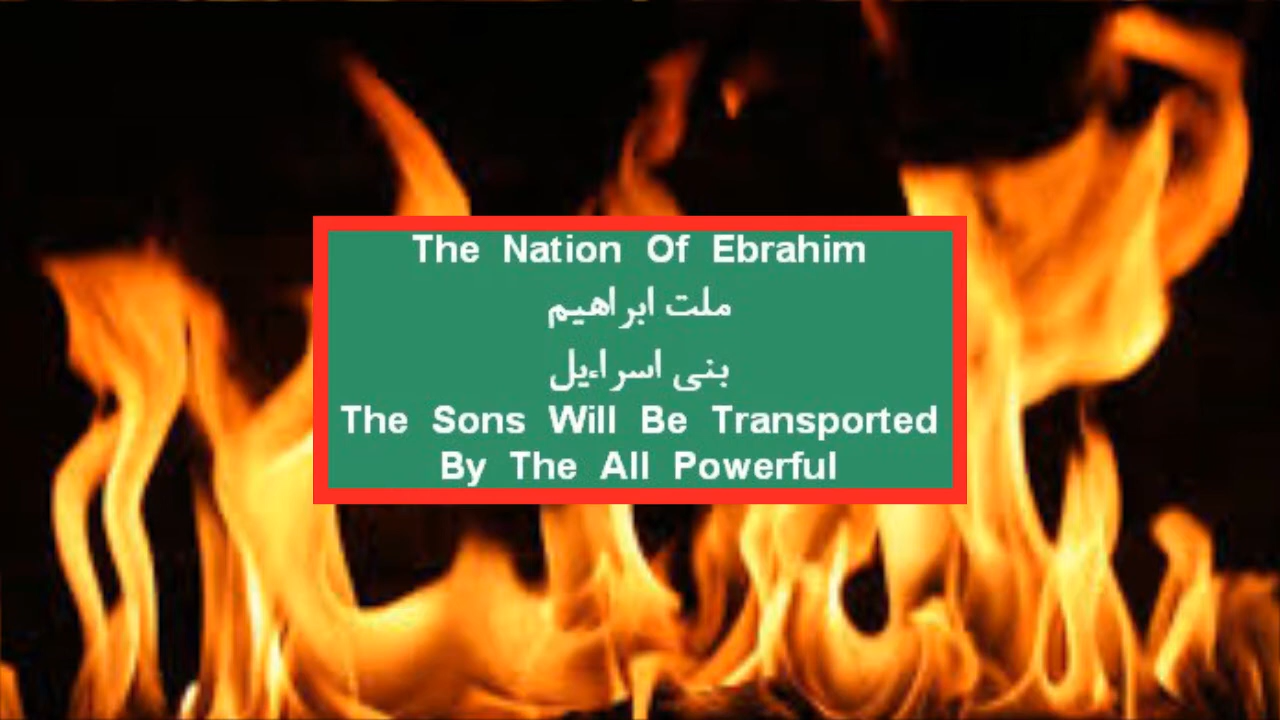 The Nation Of Ebrahim
ملت ابراهیم
بنی اسراءیل
The Sons Will Be Transported
By The All Powerful